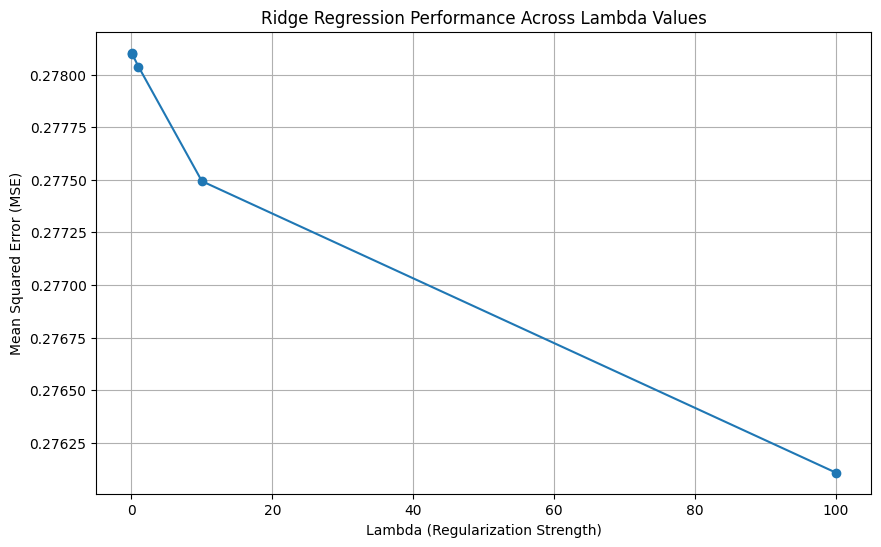 Ridge Regression Performance Across Lambda Values
Mean Squared Error (MSE)
0.27800
0.27775
0.27750
0.27725
0.27700
0.27675
0.27650
0.27625
0 20 40 60 80 100
Lambda (Regularization Strength)